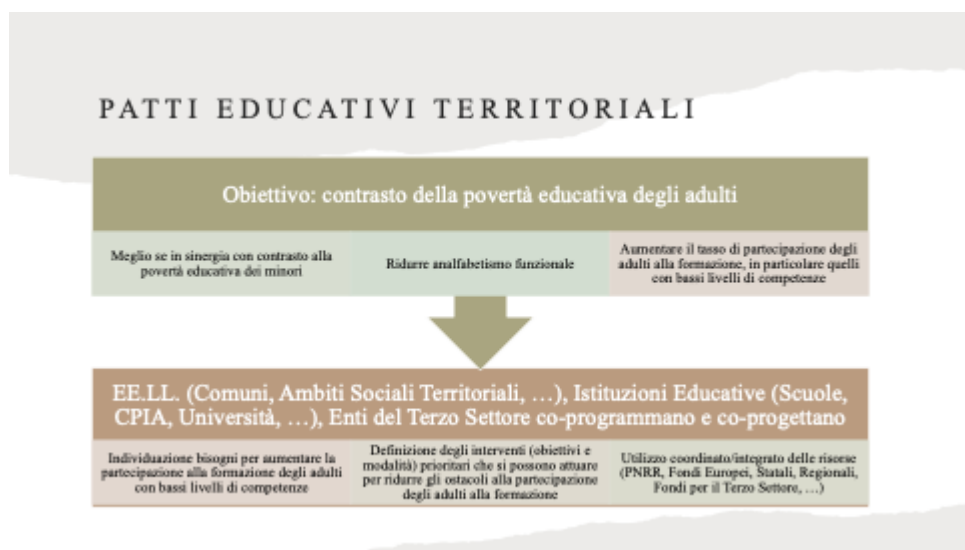 PATTI EDUCATIVI TERRITORIALI
Obiettivo: contrasto della povertà educativa degli adulti
Meglio se in sinergia con contrasto alla
povertà educativa dei minori
Ridurre analfabetismo funzionale
Aumentare il tasso di partecipazione degli
adulti alla formazione, in particolare quelli
con bassi livelli di competenze
EE.LL. (Comuni, Ambiti Sociali Territoriali, …), Istituzioni Educative (Scuole,
CPIA, Università, …), Enti del Terzo Settore co-programmano e co-progettano
Individuazione bisogni per aumentare la
partecipazione alla formazione degli adulti
con bassi livelli di competenze
Definizione degli interventi (obiettivi e
modalità) prioritari che si possono attuare
per ridurre gli ostacoli alla partecipazione
degli adulti alla formazione
Utilizzo coordinato/integrato delle risorse
(PNRR, Fondi Europei, Statali, Regionali,
Fondi per il Terzo Settore, …)